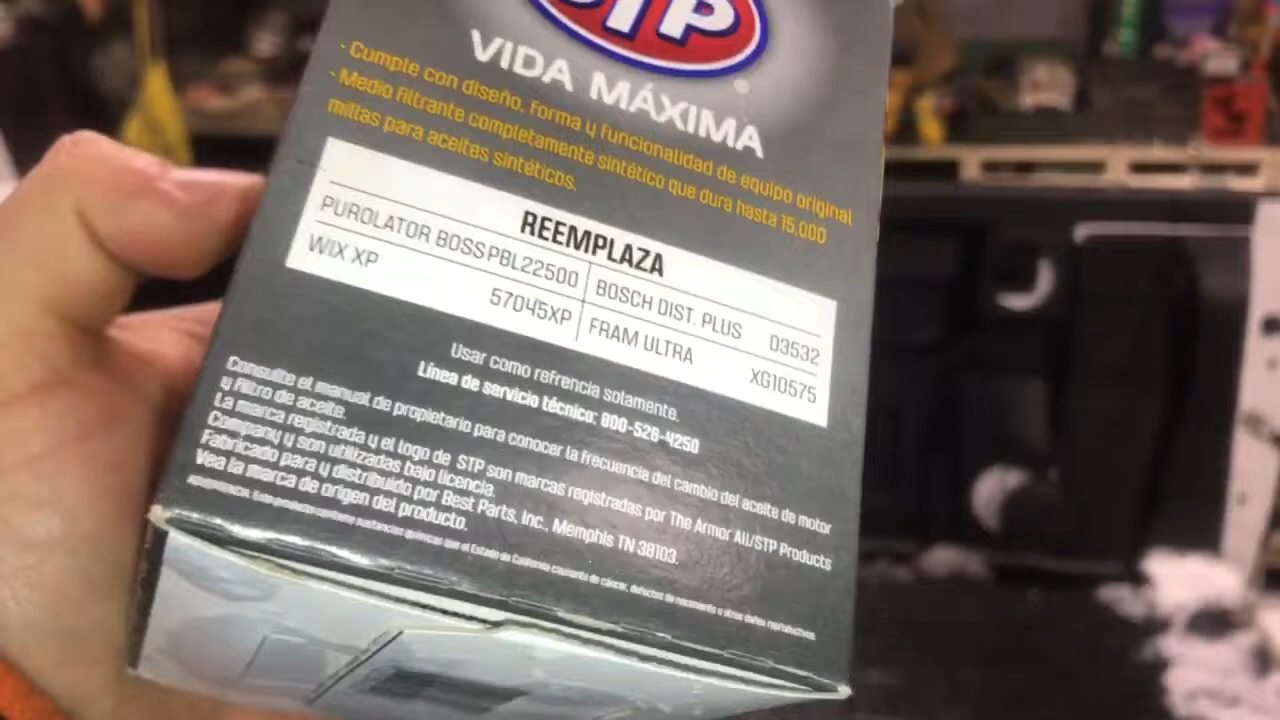 STP
VIDA MÁXIMA
®
· Cumple con diseño, Forma y Funcionalidad de equipo original
· Medio Filtrante completamente sintético que dura hasta 15,000
millas para aceites sintéticos.
REEMPLAZA
PUROLATOR BOSS PBL22500 BOSCH DIST. PLUS D3532
WIX XP 57045XP FRAM ULTRA XG10575
Usar como refrencia solamente.
Línea de servicio técnico: 800-528-4250
Consulte el manual de propietario para conocer la frecuencia del cambio del aceite de motor
y Filtro de aceite.
La marca registrada y el logo de STP son marcas registradas por The Armor All/STP Products
Company y son utilizadas bajo licencia.
Fabricado para y distribuido por Best Parts, Inc., Memphis TN 38103.
Vea la marca de origen del producto.
ADVERTENCIA: Este producto contiene sustancias químicas que el Estado de California causante de cáncer, defectos de nacimiento u otros daños reproductivos.